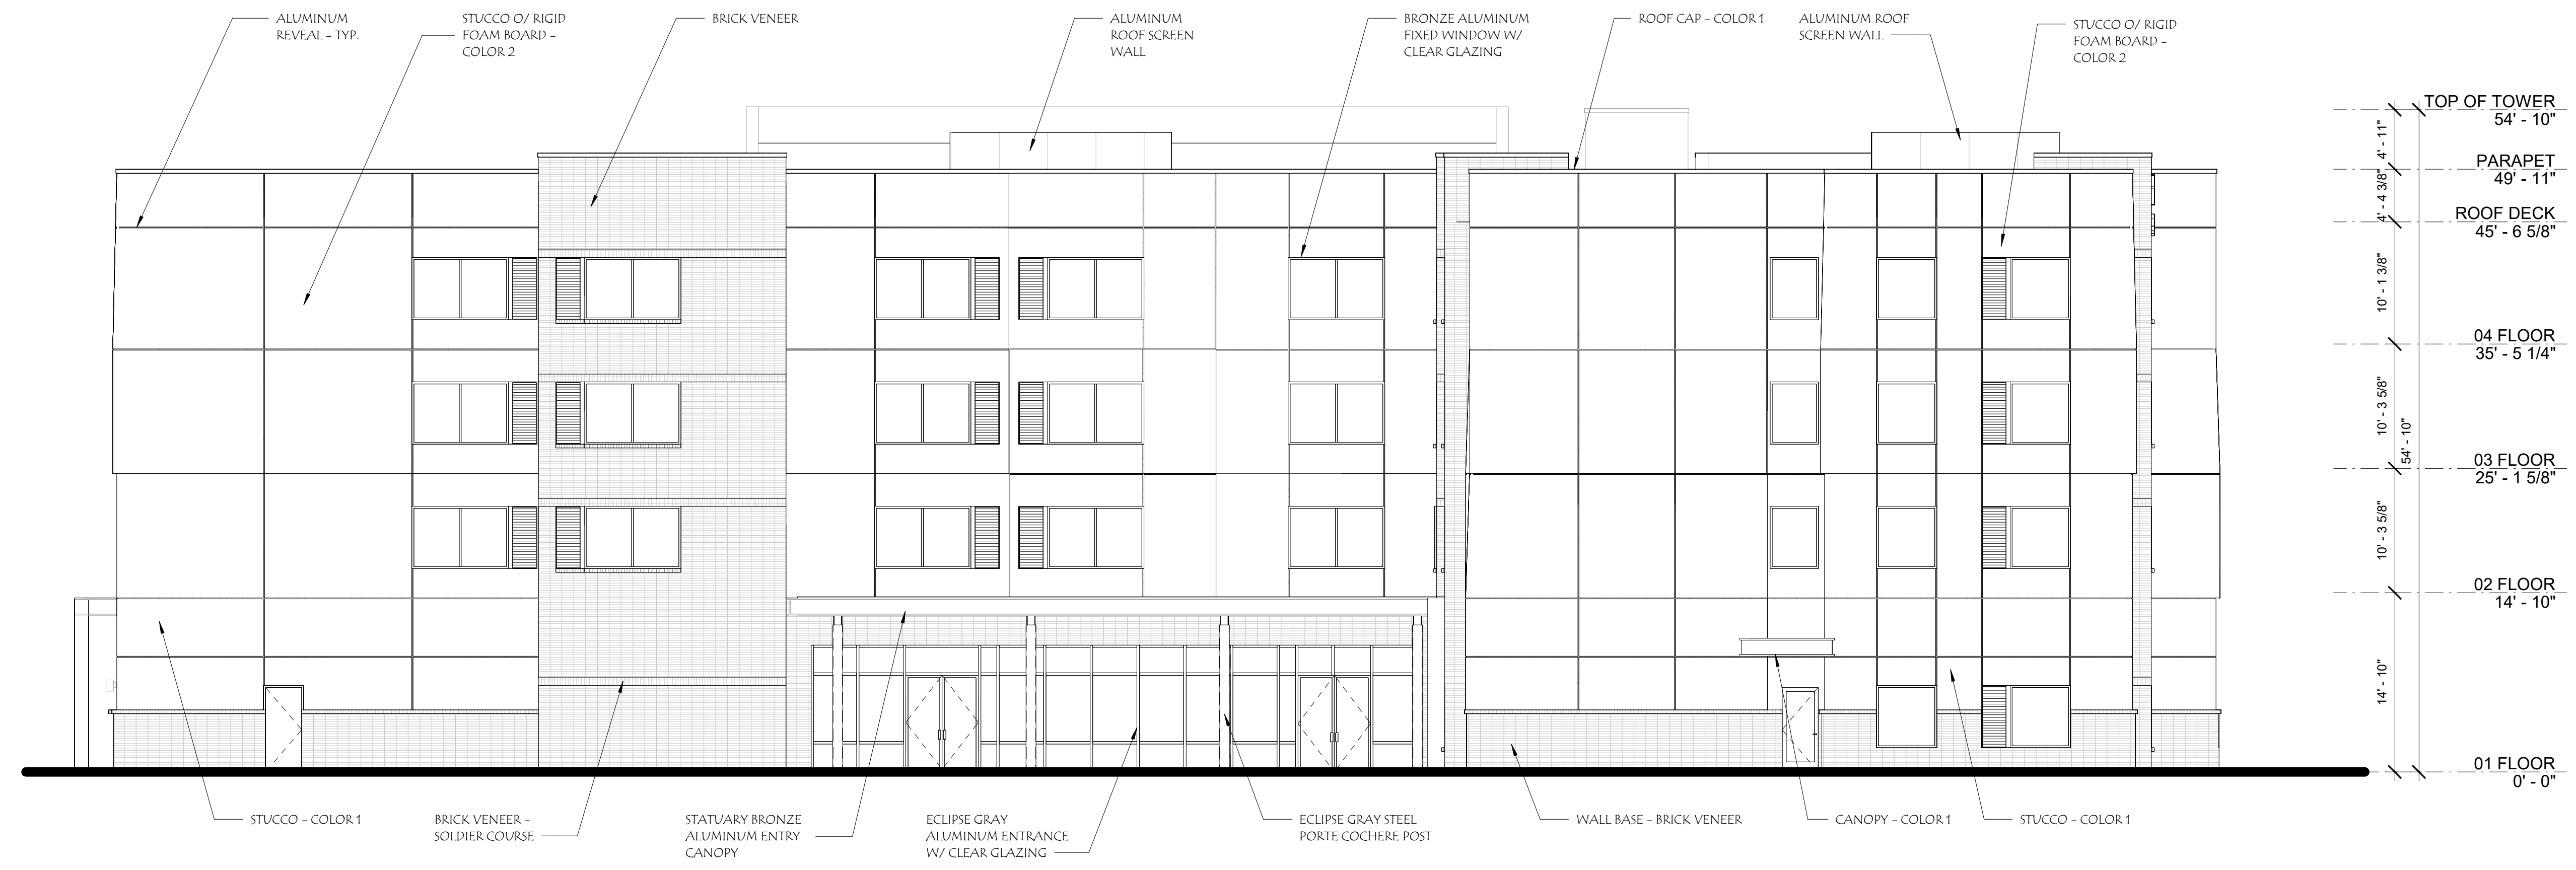 ALUMINUM
REVEAL - TYP.
STUCCO O/ RIGID
FOAM BOARD -
COLOR 2
BRICK VENEER
ALUMINUM
ROOF SCREEN
WALL
BRONZE ALUMINUM
FIXED WINDOW W/
CLEAR GLAZING
ROOF CAP - COLOR 1
ALUMINUM ROOF
SCREEN WALL
STUCCO O/ RIGID
FOAM BOARD -
COLOR 2
TOP OF TOWER
54' - 10"
4' - 11"
PARAPET
49' - 11"
4' - 4 3/8"
ROOF DECK
45' - 6 5/8"
10' - 1 3/8"
04 FLOOR
35' - 5 1/4"
10' - 3 5/8"
54' - 10"
03 FLOOR
25' - 1 5/8"
10' - 3 5/8"
02 FLOOR
14' - 10"
14' - 10"
01 FLOOR
0' - 0"
STUCCO - COLOR 1
BRICK VENEER -
SOLDIER COURSE
STATUARY BRONZE
ALUMINUM ENTRY
CANOPY
ECLIPSE GRAY
ALUMINUM ENTRANCE
W/ CLEAR GLAZING
ECLIPSE GRAY STEEL
PORTE COCHERE POST
WALL BASE - BRICK VENEER
CANOPY - COLOR 1
STUCCO - COLOR 1